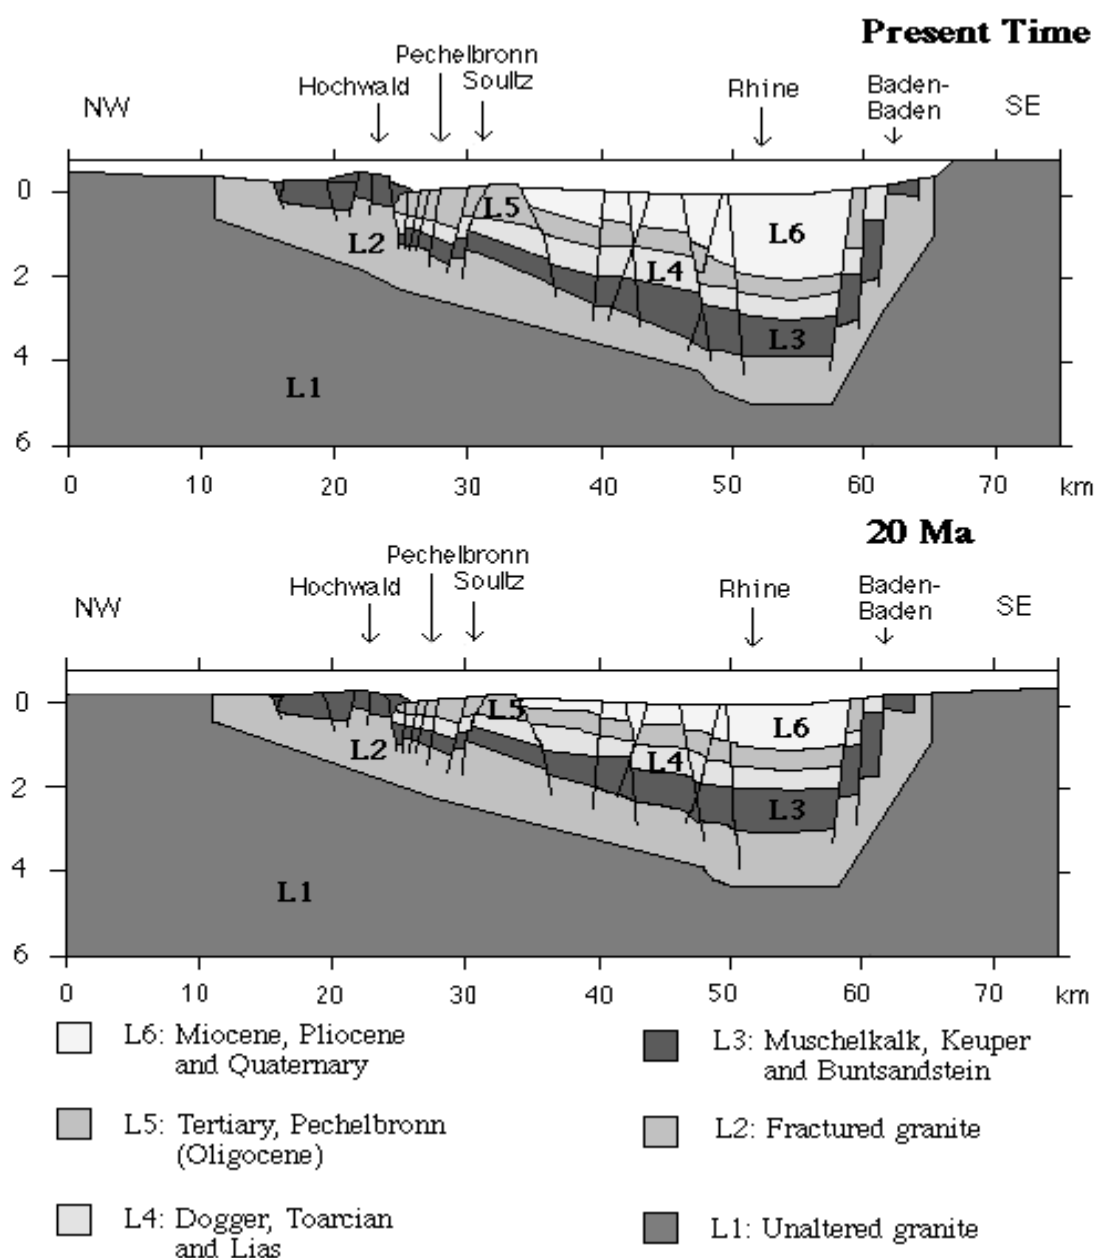 Present Time
Pechelbronn
Soultz
Hochwald
Rhine
Baden-
Baden
NW
SE
0
2
4
6
L1
L2
L3
L4
L5
L6
0
10
20
30
40
50
60
70
km
20 Ma
Pechelbronn
Soultz
Hochwald
Rhine
Baden-
Baden
NW
SE
0
2
4
6
L1
L2
L3
L4
L5
L6
0
10
20
30
40
50
60
70
km
L6: Miocene, Pliocene
and Quaternary
L5: Tertiary, Pechelbronn
(Oligocene)
L4: Dogger, Toarcian
and Lias
L3: Muschelkalk, Keuper
and Buntsandstein
L2: Fractured granite
L1: Unaltered granite